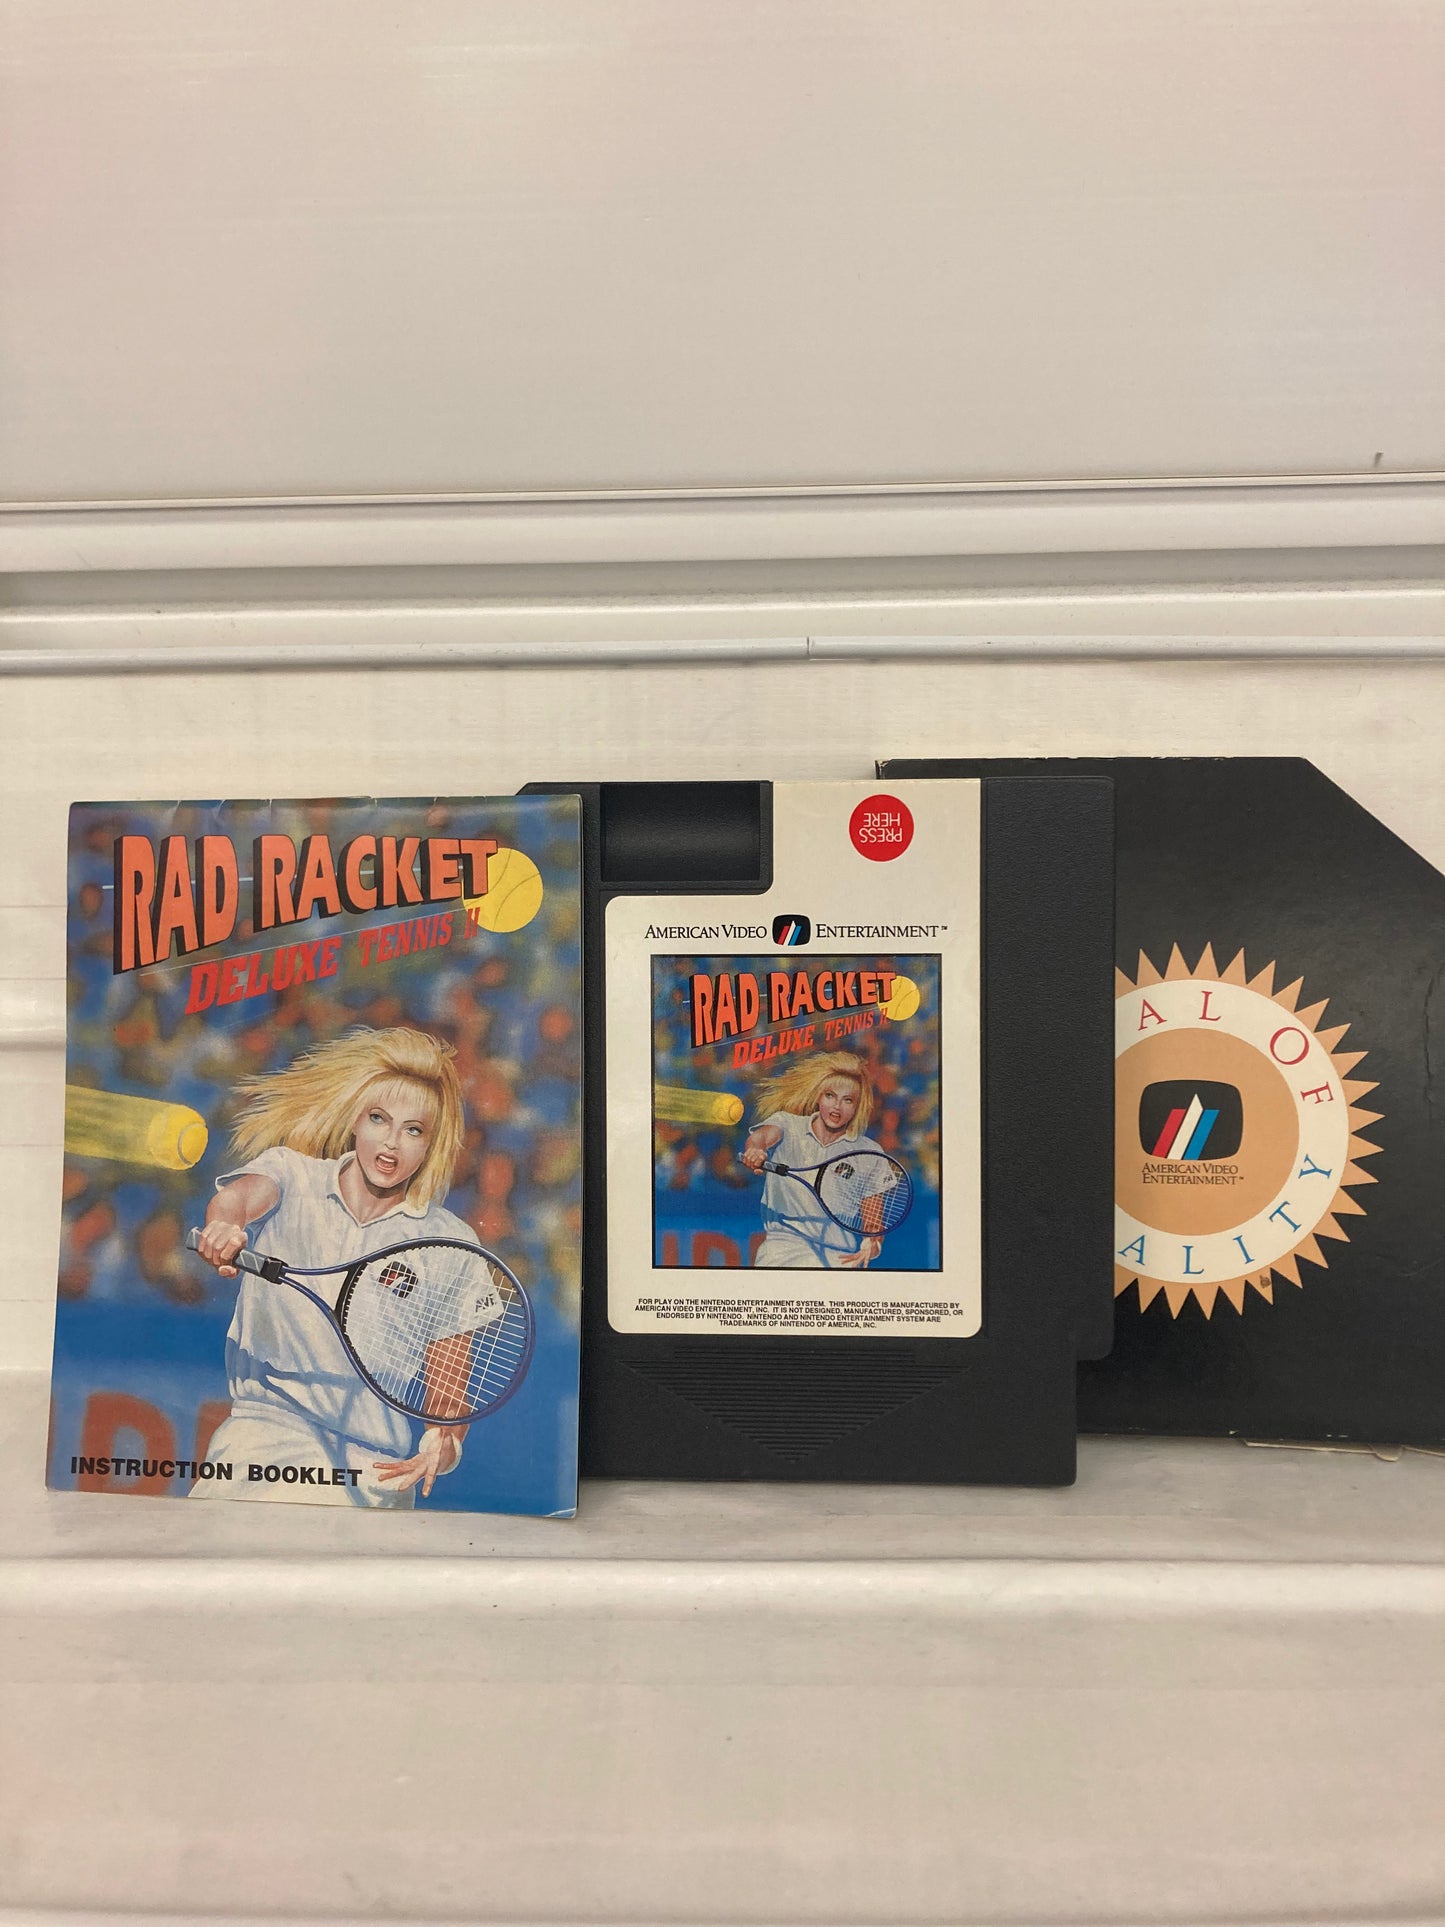 RAD RACKET
DELUXE TENNIS II
AVE
INSTRUCTION BOOKLET
PRESS
HERE
AMERICAN VIDEO ENTERTAINMENT™
RAD RACKET
DELUXE TENNIS II
FOR PLAY ON THE NINTENDO ENTERTAINMENT SYSTEM. THIS PRODUCT IS MANUFACTURED BY
AMERICAN VIDEO ENTERTAINMENT, INC. IT IS NOT DESIGNED, MANUFACTURED, SPONSORED, OR
ENDORSED BY NINTENDO. NINTENDO AND NINTENDO ENTERTAINMENT SYSTEM ARE
TRADEMARKS OF NINTENDO OF AMERICA, INC.
AL OF
ALITY
AMERICAN VIDEO
ENTERTAINMENT™